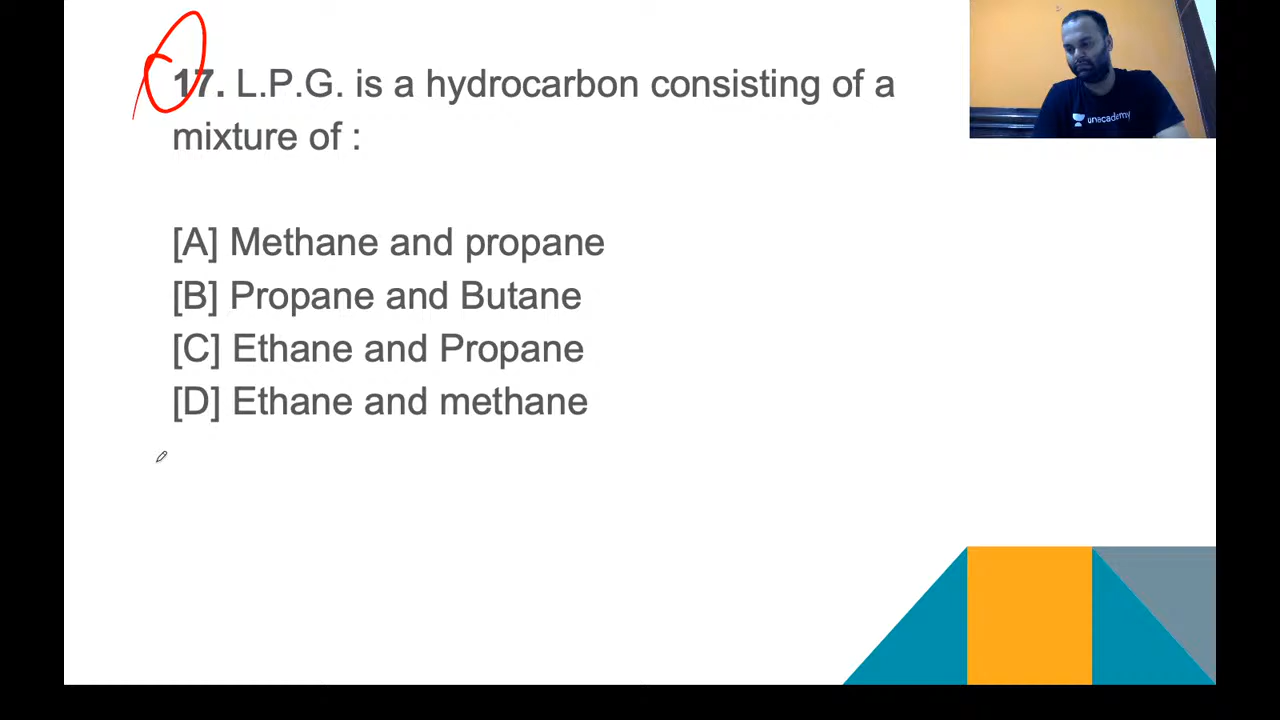 17. L.P.G. is a hydrocarbon consisting of a
mixture of :
[A] Methane and propane
[B] Propane and Butane
[C] Ethane and Propane
[D] Ethane and methane
unacademy